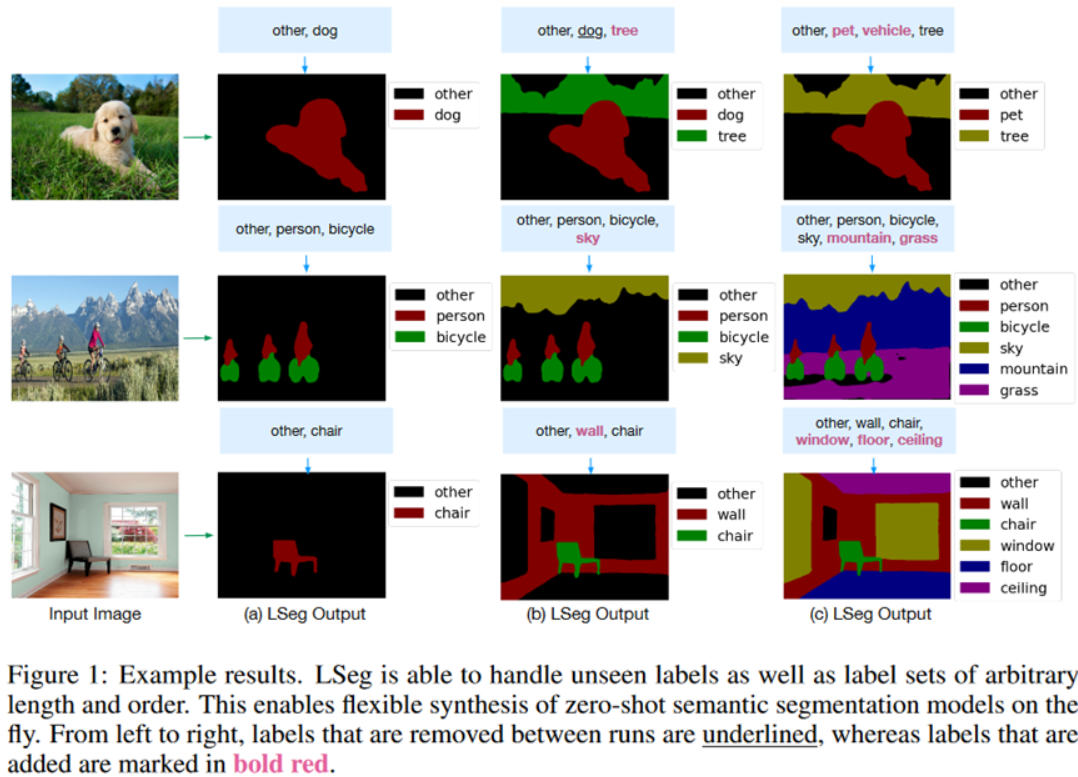 other, dog
other, dog, tree
other, pet, vehicle, tree
other
dog
other
dog
tree
other
pet
tree
other, person, bicycle
other, person, bicycle,
sky
other, person, bicycle,
sky, mountain, grass
other
person
bicycle
other
person
bicycle
sky
other
person
bicycle
sky
mountain
grass
other, chair
other, wall, chair
other, wall, chair,
window, floor, ceiling
other
chair
other
wall
chair
other
wall
chair
window
floor
ceiling
Input Image
(a) LSeg Output
(b) LSeg Output
(c) LSeg Output
Figure 1: Example results. LSeg is able to handle unseen labels as well as label sets of arbitrary
length and order. This enables flexible synthesis of zero-shot semantic segmentation models on the
fly. From left to right, labels that are removed between runs are underlined, whereas labels that are
added are marked in bold red.